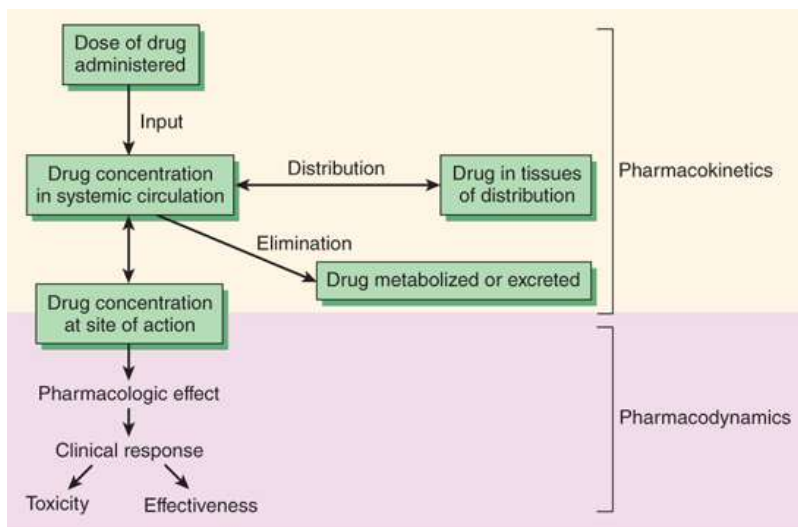 Dose of drug
administered
Input
Drug concentration
in systemic circulation
Distribution
Drug in tissues
of distribution
Pharmacokinetics
Elimination
Drug metabolized or excreted
Drug concentration
at site of action
Pharmacologic effect
Pharmacodynamics
Clinical response
Toxicity
Effectiveness